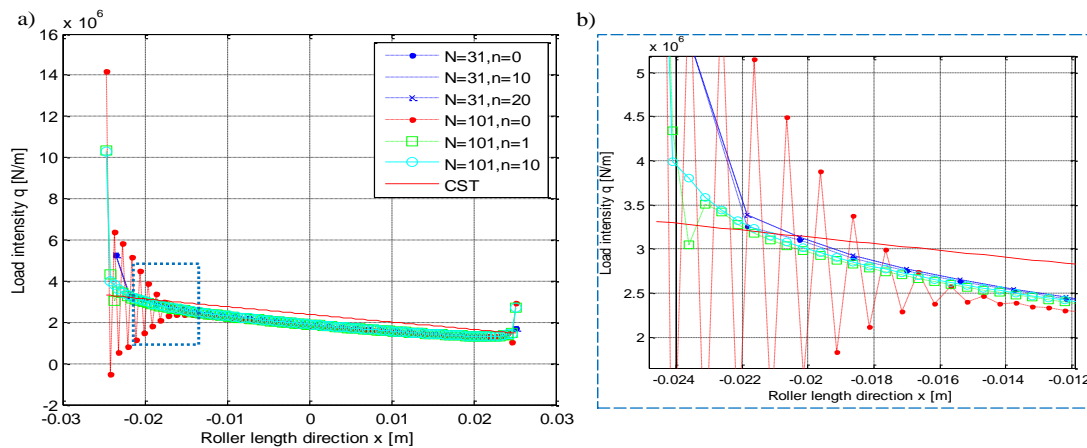 a)
x 10^6
16
14
12
10
8
6
4
2
0
-2
Load intensity q [N/m]
-0.03
-0.02
-0.01
0
0.01
0.02
0.03
Roller length direction x [m]
N=31,n=0
N=31,n=10
N=31,n=20
N=101,n=0
N=101,n=1
N=101,n=10
CST
b)
x 10^6
5
4.5
4
3.5
3
2.5
2
Load intensity q [N/m]
-0.024
-0.022
-0.02
-0.018
-0.016
-0.014
-0.012
Roller length direction x [m]